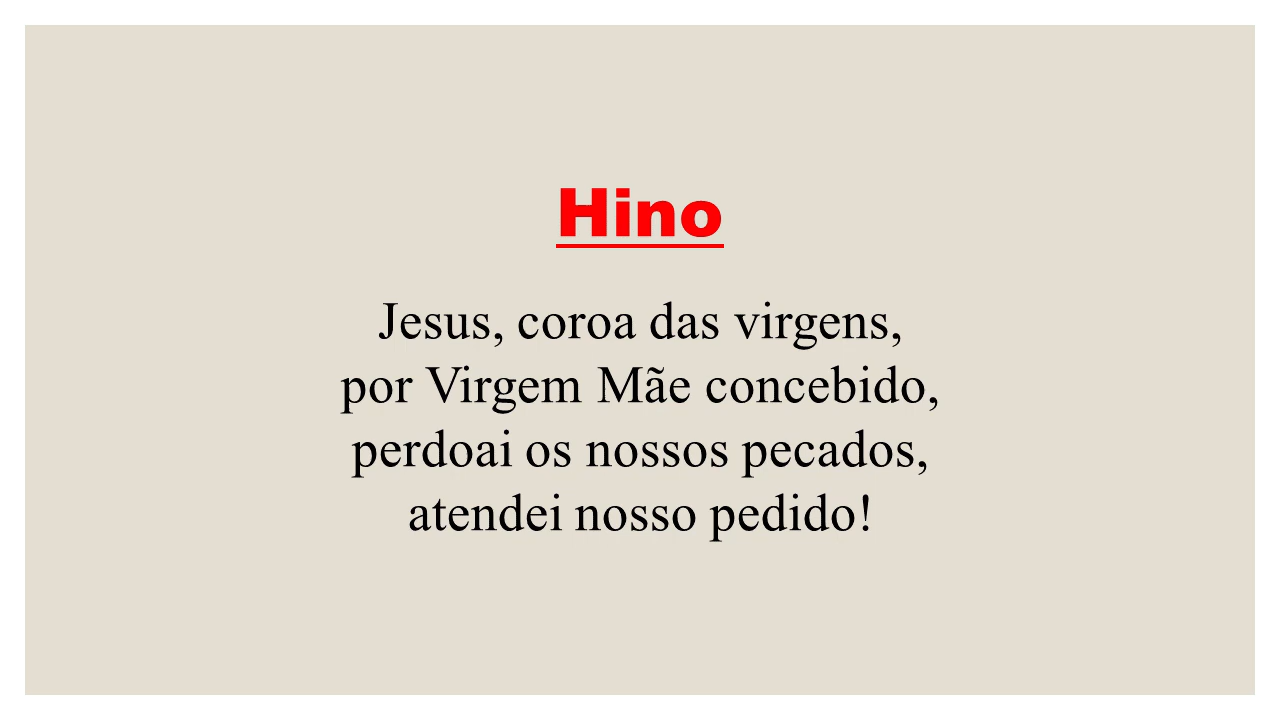 Hino
Jesus, coroa das virgens,
por Virgem Mãe concebido,
perdoai os nossos pecados,
atendei nosso pedido!